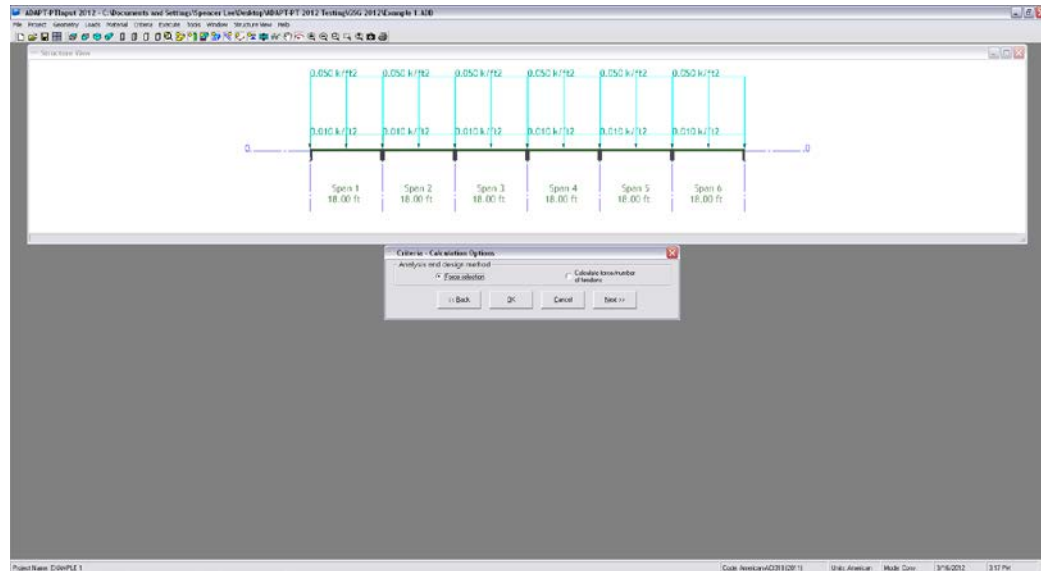 ADAPT-PTInput 2012 - C:\Documents and Settings\Spencer Lee\Desktop\ADAPT-PT 2012 Testing\GSG 2012\Example 1.ADB
File Project Geometry Loads Material Criteria Execute Tools Window Structure View Help
Structure View
0.050 k/ft2 0.050 k/ft2 0.050 k/ft2 0.050 k/ft2 0.050 k/ft2 0.050 k/ft2
0.010 k/ft2 0.010 k/ft2 0.010 k/ft2 0.010 k/ft2 0.010 k/ft2 0.010 k/ft2
0 0
Span 1 Span 2 Span 3 Span 4 Span 5 Span 6
18.00 ft 18.00 ft 18.00 ft 18.00 ft 18.00 ft 18.00 ft
Criteria - Calculation Options
Analysis and design method
Force selection
Calculate force/number
of tendons
<< Back OK Cancel Next >>
Project Name: EXAMPLE 1 Code: American-ACI318 (2011) Units: American Mode: Conv 3/16/2012 3:17 PM